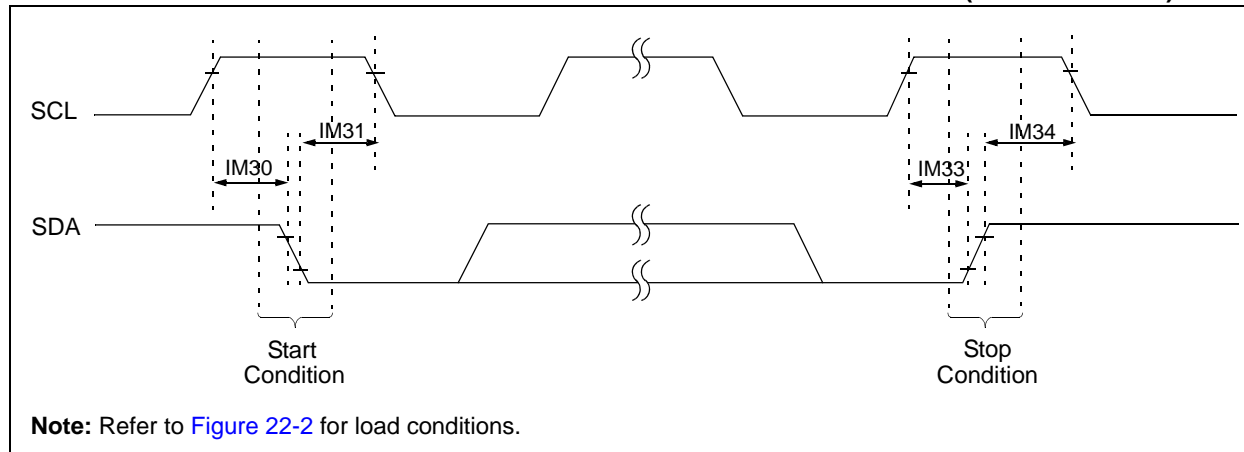 SCL
IM31
IM34
IM30
IM33
SDA
Start
Condition
Stop
Condition
Note: Refer to Figure 22-2 for load conditions.